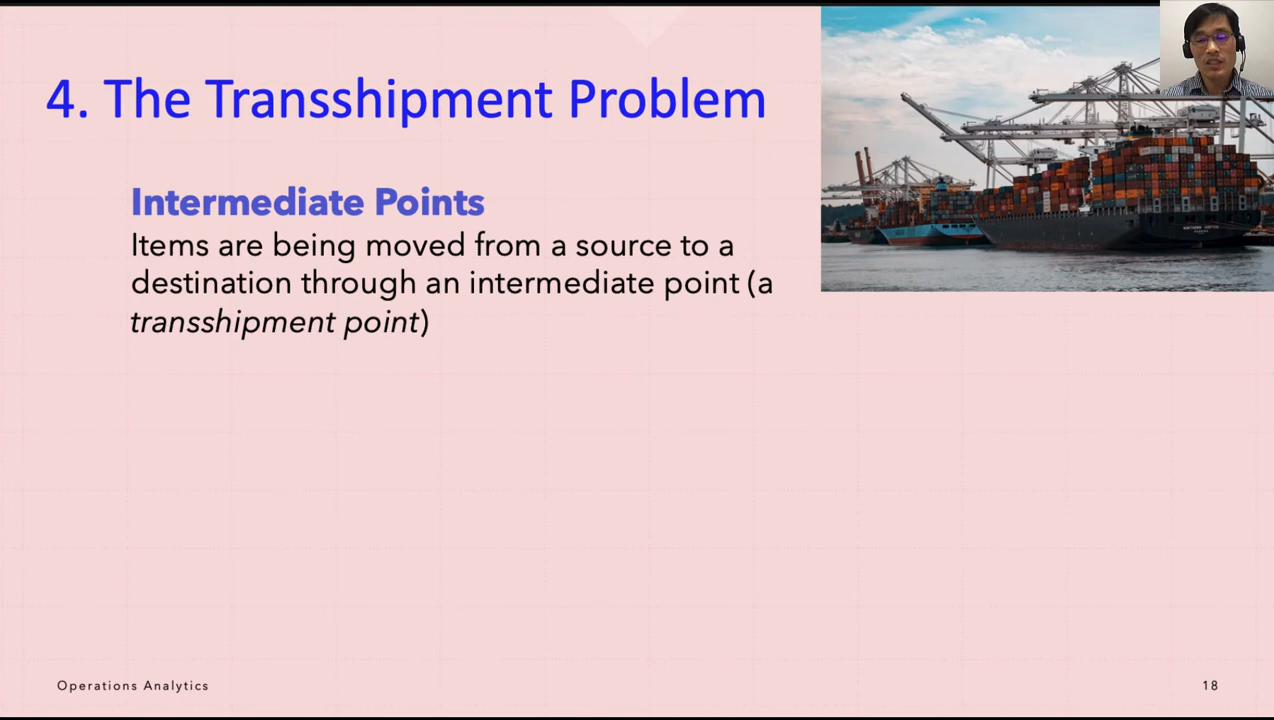 4. The Transshipment Problem
Intermediate Points
Items are being moved from a source to a
destination through an intermediate point (a
transshipment point)
Operations Analytics
18